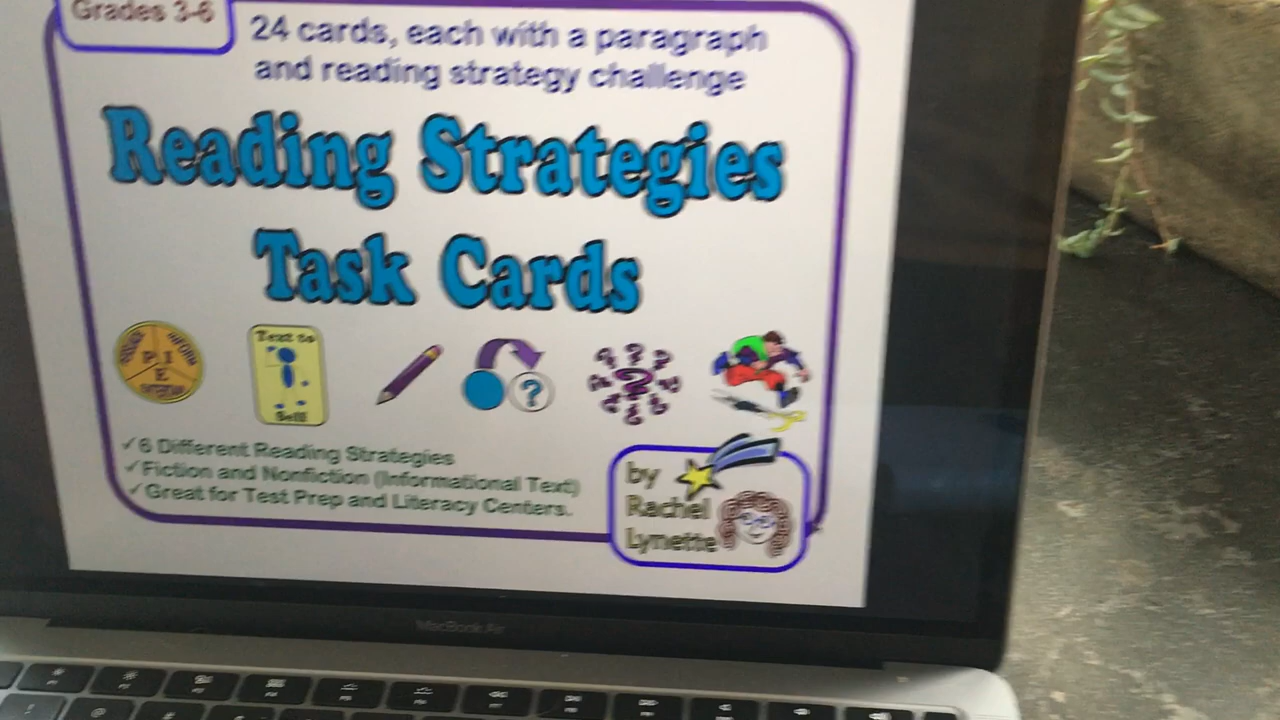 Grades 3-6
24 cards, each with a paragraph
and reading strategy challenge
Reading Strategies
Task Cards
P I
E
Text to
Self!
?
✓6 Different Reading Strategies
✓Fiction and Nonfiction (Informational Text)
✓Great for Test Prep and Literacy Centers.
by
Rachel
Lynette
MacBook Air